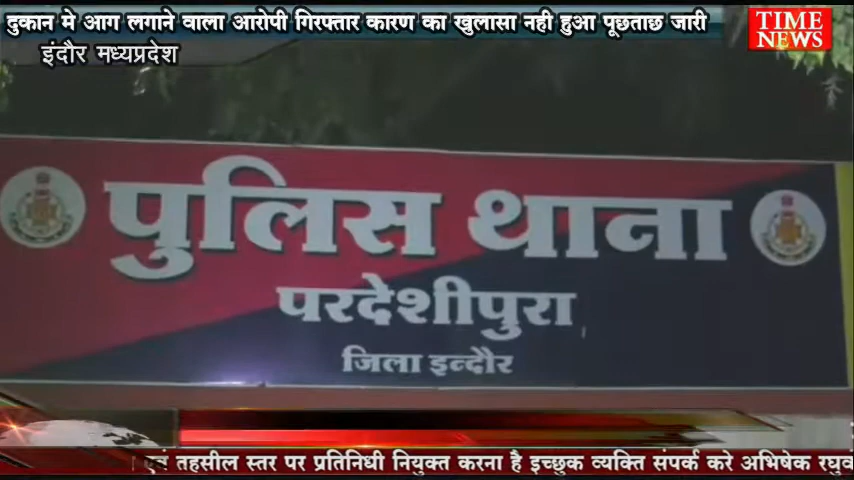 दुकान मे आग लगाने वाला आरोपी गिरफ्तार कारण का खुलासा नही हुआ पूछताछ जारी
TIME NEWS
इंदौर मध्यप्रदेश
पुलिस थाना
परदेशीपुरा
जिला इन्दौर
तहसील स्तर पर प्रतिनिधी नियुक्त करना है इच्छुक व्यक्ति संपर्क करे अभिषेक